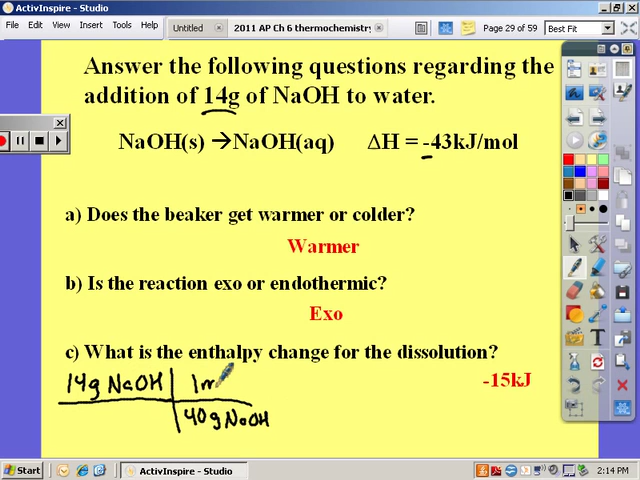 ActivInspire - Studio
File Edit View Insert Tools Help
Untitled
2011 AP Ch 6 thermochemistry
Page 29 of 59
Best Fit
Answer the following questions regarding the
addition of 14g of NaOH to water.
NaOH(s) → NaOH(aq) ΔH = -43kJ/mol
a) Does the beaker get warmer or colder?
Warmer
b) Is the reaction exo or endothermic?
Exo
c) What is the enthalpy change for the dissolution?
14g NaOH 1m
-15kJ
40g NaOH
Start
ActivInspire - Studio
2:14 PM